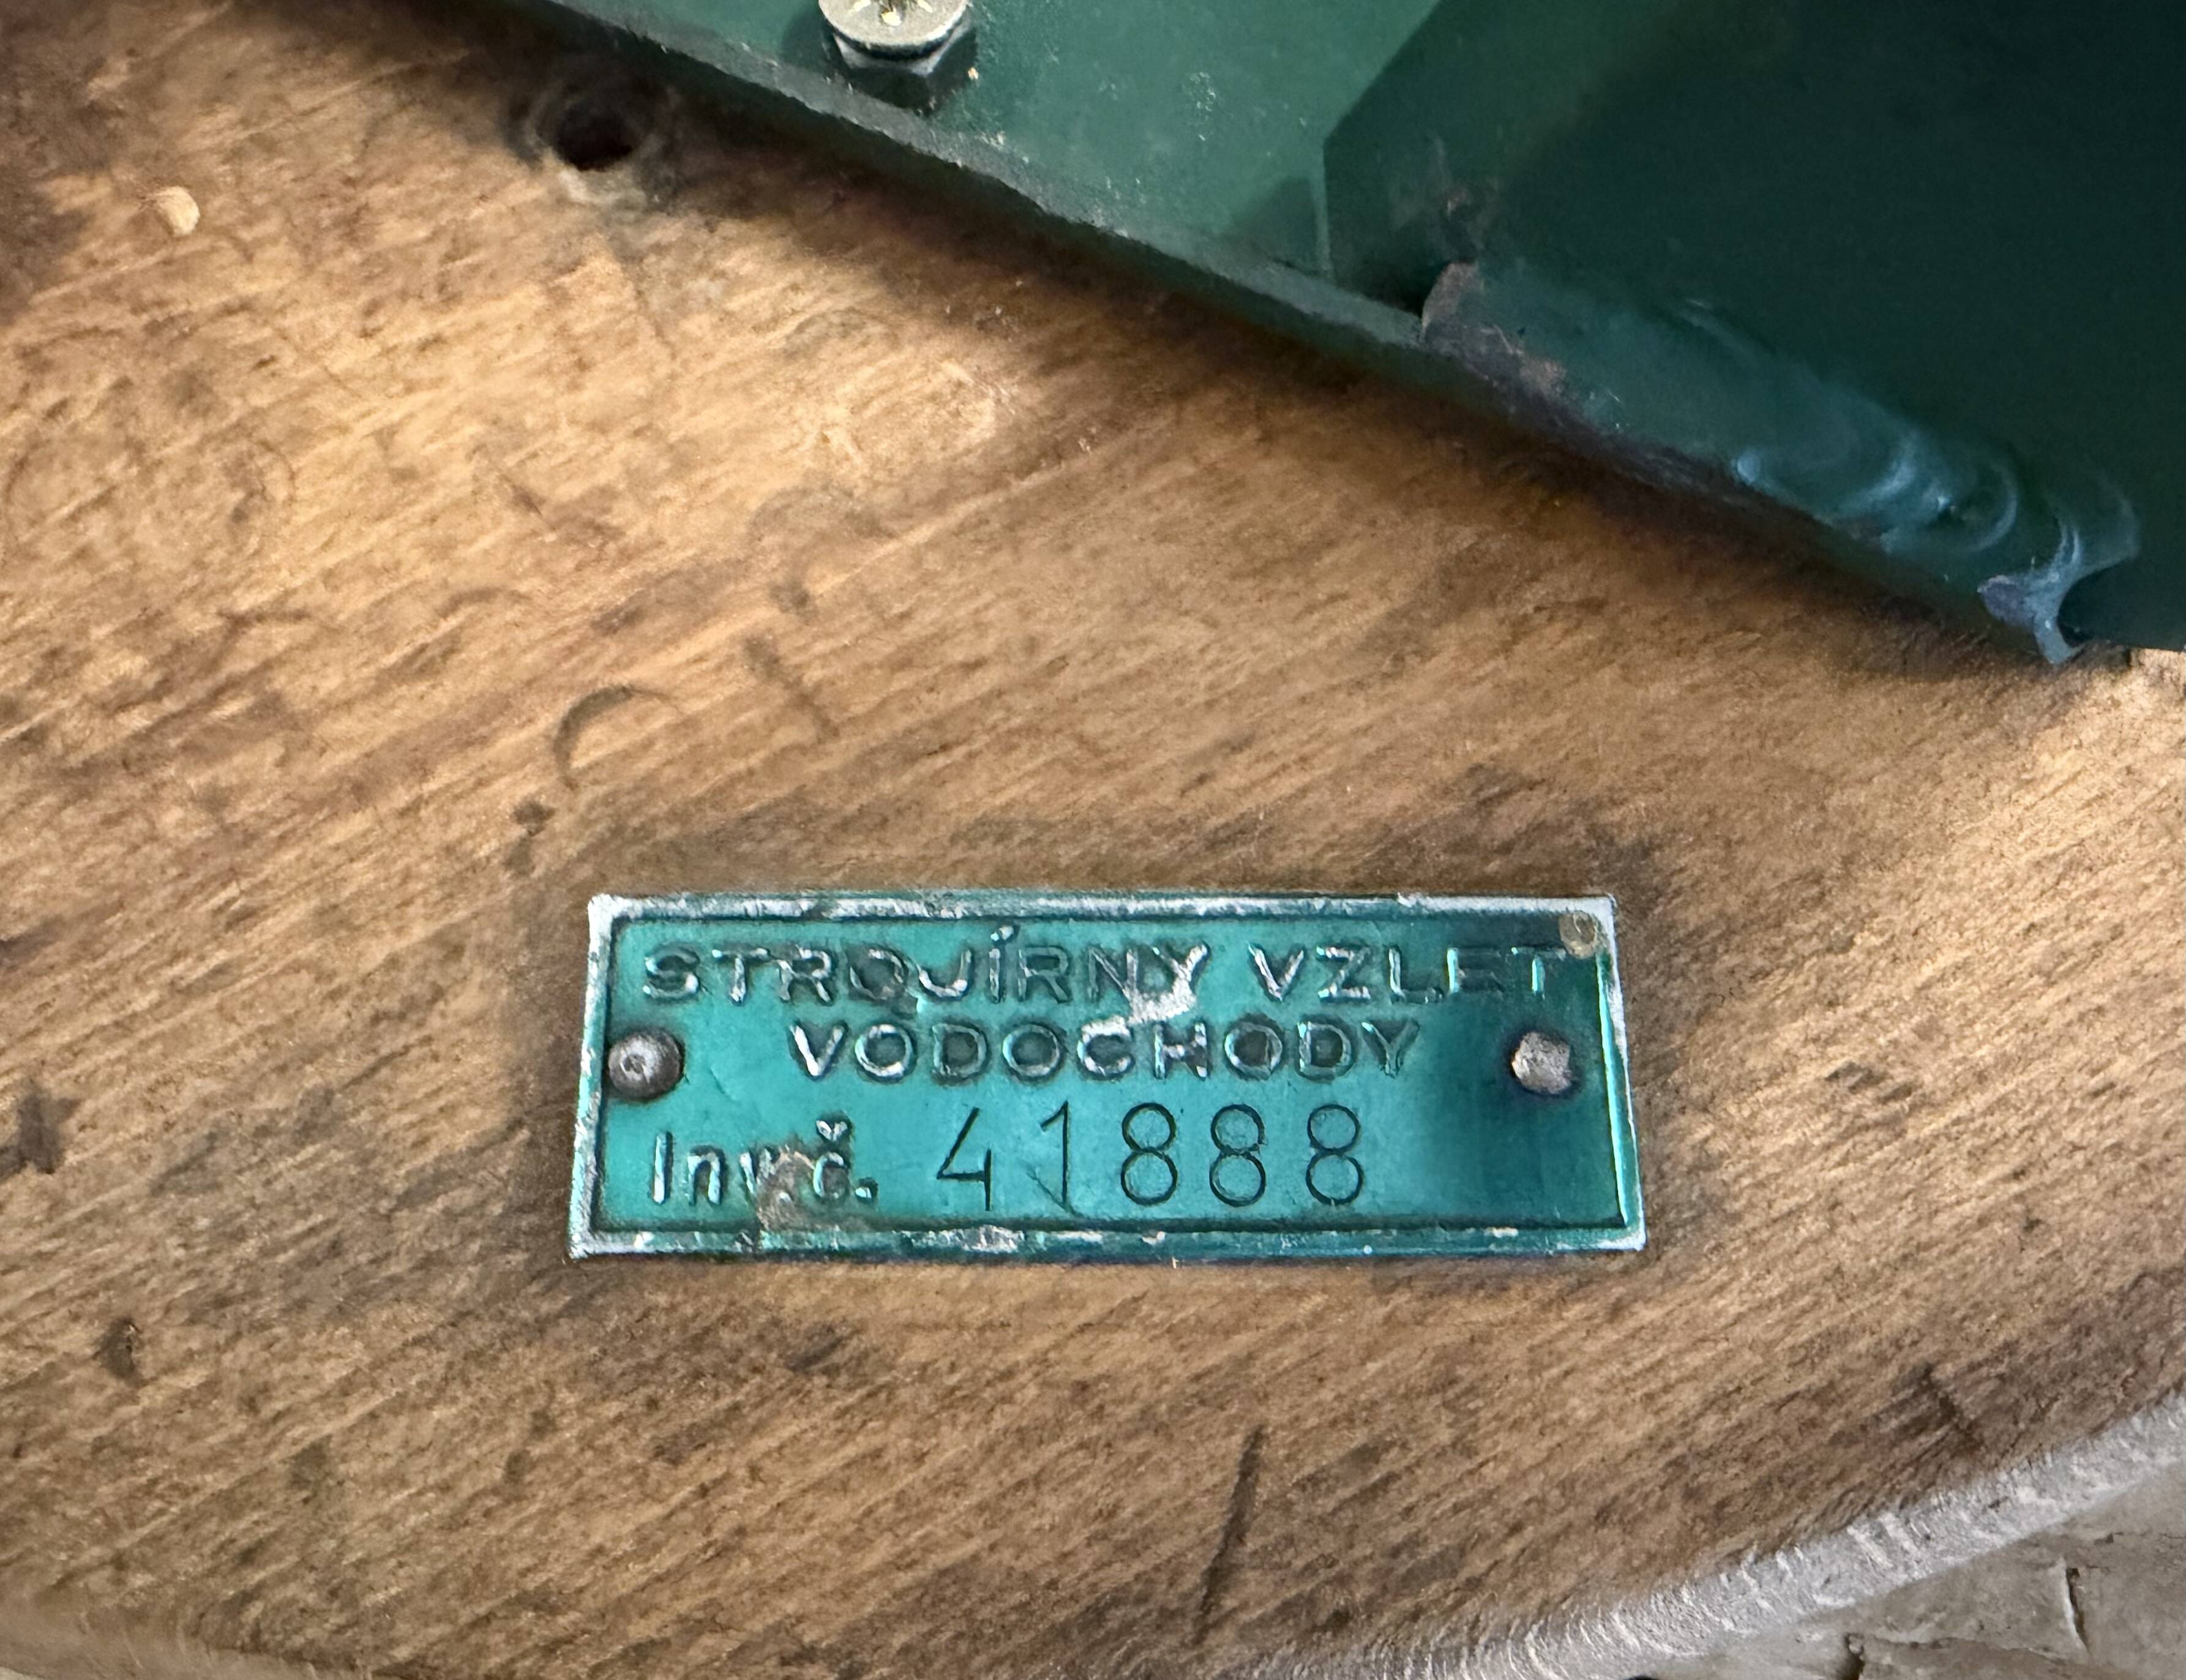 STROJÍRNY VZLET
VODOCHODY
Inv. č. 41888